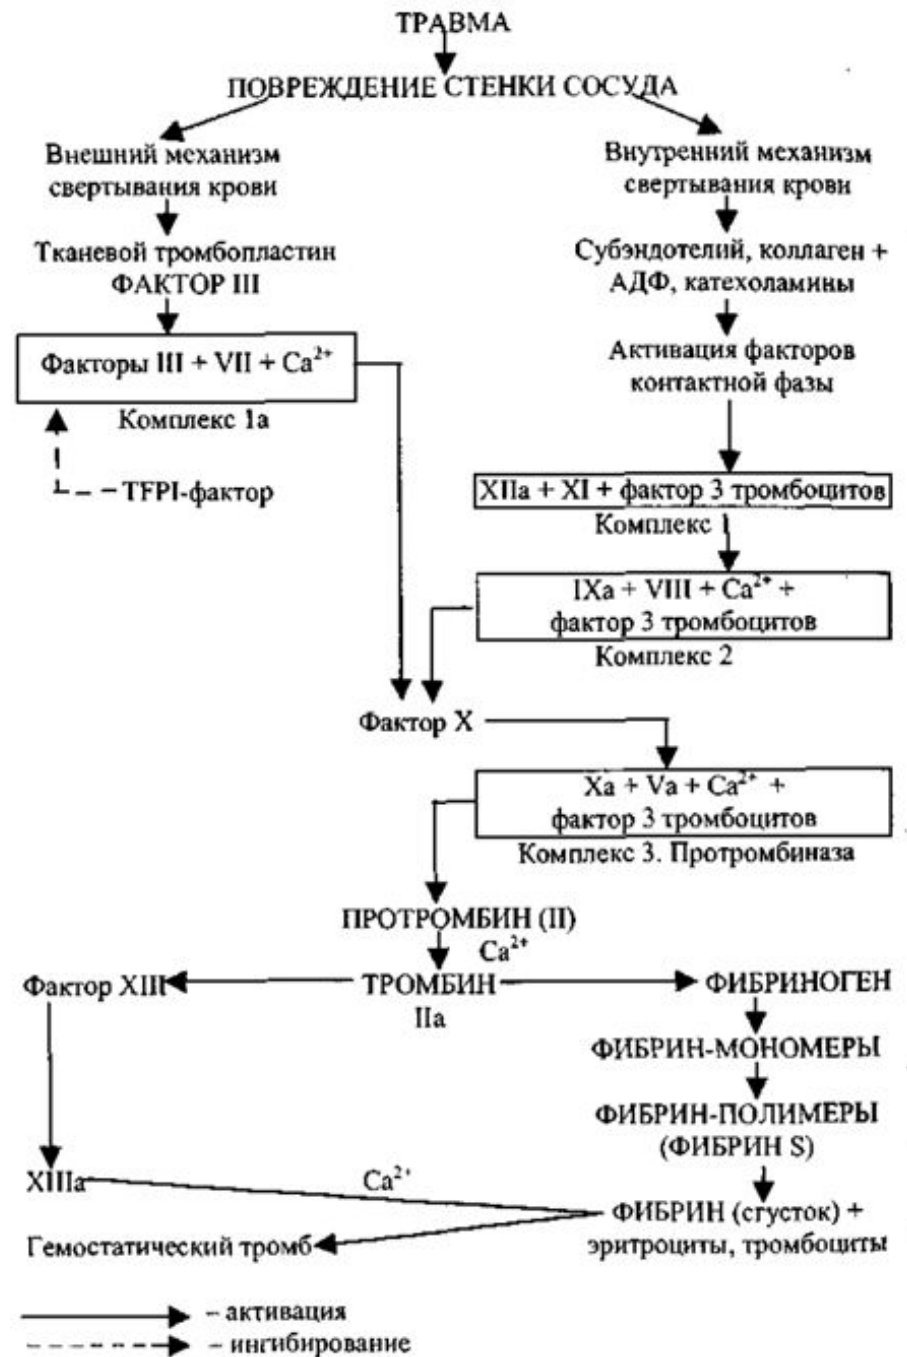 ТРАВМА
ПОВРЕЖДЕНИЕ СТЕНКИ СОСУДА
Внешний механизм
свертывания крови
Тканевой тромбопластин
ФАКТОР III
Факторы III + VII + Ca²⁺
Комплекс 1а
TFPI-фактор
Внутренний механизм
свертывания крови
Субэндотелий, коллаген +
АДФ, катехоламины
Активация факторов
контактной фазы
XIIa + XI + фактор 3 тромбоцитов
Комплекс 1
IXa + VIII + Ca²⁺ +
фактор 3 тромбоцитов
Комплекс 2
Фактор X
Xa + Va + Ca²⁺ +
фактор 3 тромбоцитов
Комплекс 3. Протромбиназа
ПРОТРОМБИН (II)
Ca²⁺
Фактор XIII
ТРОМБИН
IIa
ФИБРИНОГЕН
ФИБРИН-МОНОМЕРЫ
ФИБРИН-ПОЛИМЕРЫ
(ФИБРИН S)
XIIIa
Ca²⁺
ФИБРИН (сгусток) +
эритроциты, тромбоциты
Гемостатический тромб
– активация
– ингибирование